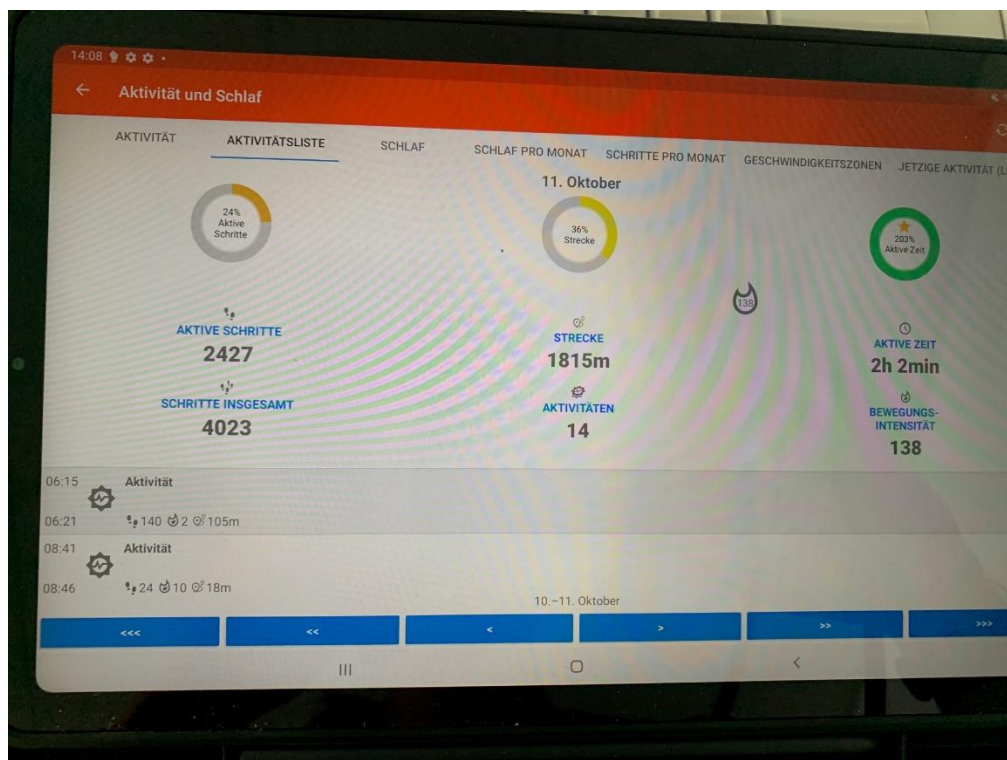 14:08
Aktivität und Schlaf
AKTIVITÄT
AKTIVITÄTSLISTE
SCHLAF
SCHLAF PRO MONAT
SCHRITTE PRO MONAT
GESCHWINDIGKEITSZONEN
JETZIGE AKTIVITÄT
11. Oktober
24%
Aktive
Schritte
36%
Strecke
203%
Aktive Zeit
138
AKTIVE SCHRITTE
2427
STRECKE
1815m
AKTIVE ZEIT
2h 2min
SCHRITTE INSGESAMT
4023
AKTIVITÄTEN
14
BEWEGUNGS-
INTENSITÄT
138
06:15
Aktivität
06:21
140 2 105m
08:41
Aktivität
08:46
24 10 18m
10.–11. Oktober
<<<
<<
<
>
>>
>>>